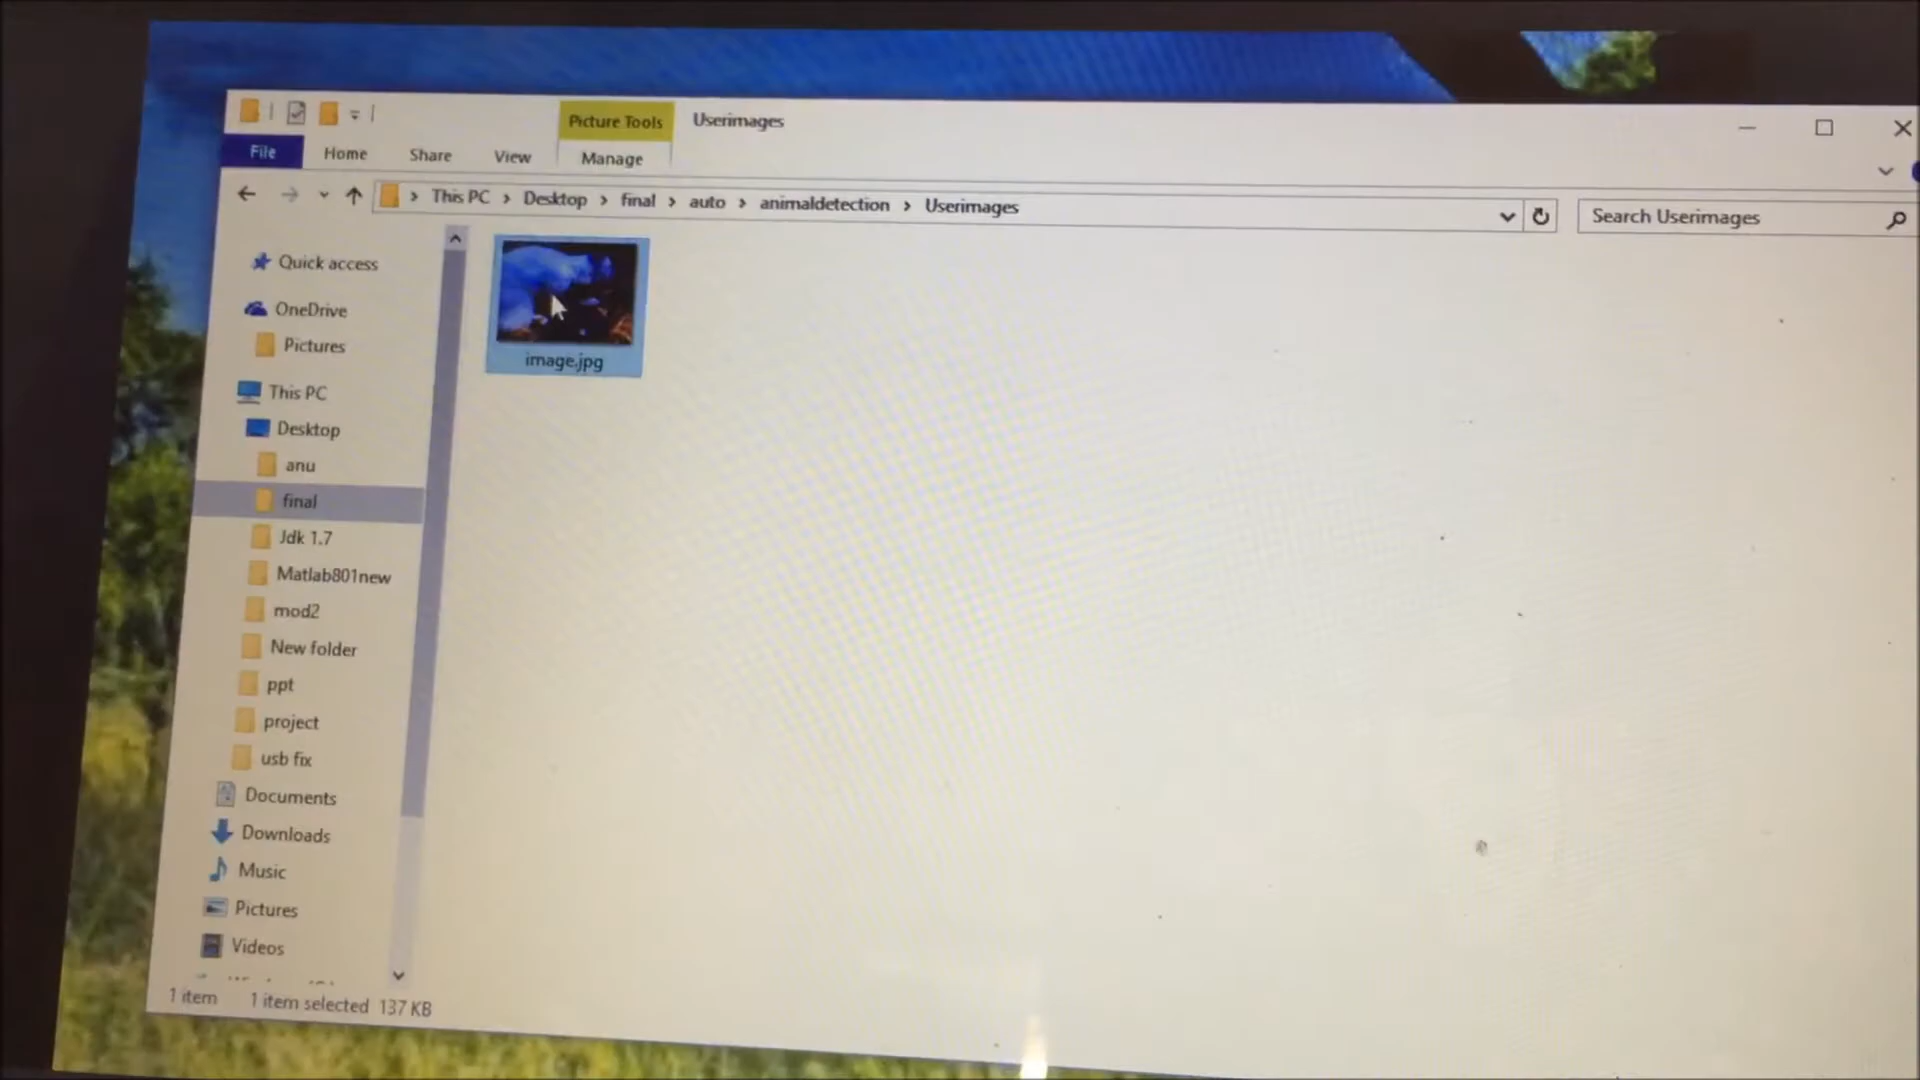 Picture Tools
Userimages
File
Home
Share
View
Manage
This PC > Desktop > final > auto > animaldetection > Userimages
Search Userimages
Quick access
OneDrive
Pictures
This PC
Desktop
anu
final
Jdk 1.7
Matlab801new
mod2
New folder
ppt
project
usb fix
Documents
Downloads
Music
Pictures
Videos
image.jpg
1 item
1 item selected 137 KB